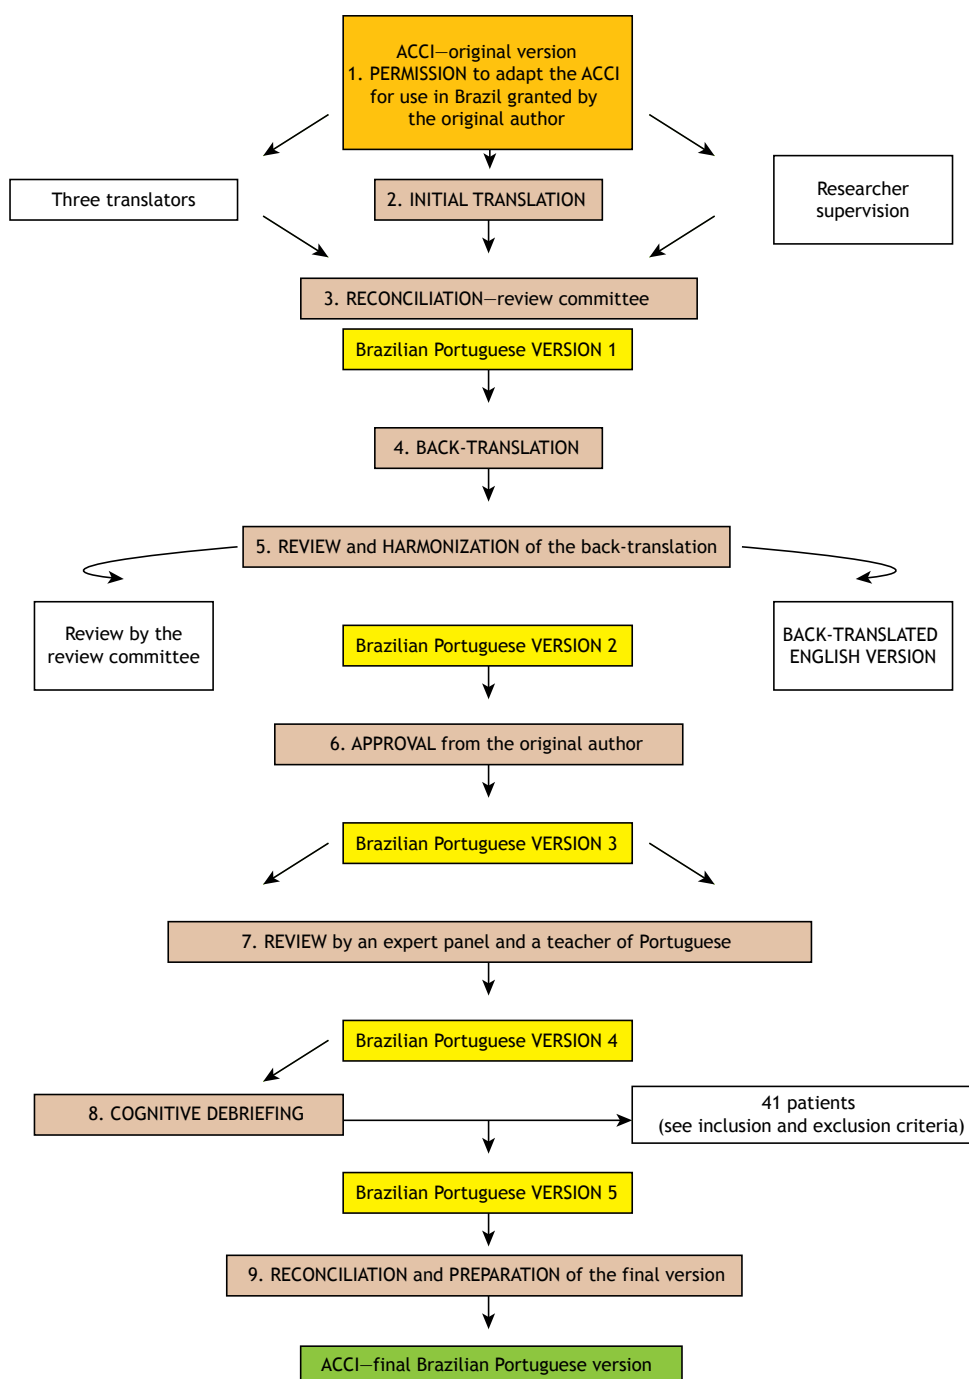 ACCI—original version
1. PERMISSION to adapt the ACCI
for use in Brazil granted by
the original author
Three translators
2. INITIAL TRANSLATION
Researcher
supervision
3. RECONCILIATION—review committee
Brazilian Portuguese VERSION 1
4. BACK-TRANSLATION
5. REVIEW and HARMONIZATION of the back-translation
Review by the
review committee
Brazilian Portuguese VERSION 2
BACK-TRANSLATED
ENGLISH VERSION
6. APPROVAL from the original author
Brazilian Portuguese VERSION 3
7. REVIEW by an expert panel and a teacher of Portuguese
Brazilian Portuguese VERSION 4
8. COGNITIVE DEBRIEFING
41 patients
(see inclusion and exclusion criteria)
Brazilian Portuguese VERSION 5
9. RECONCILIATION and PREPARATION of the final version
ACCI—final Brazilian Portuguese version